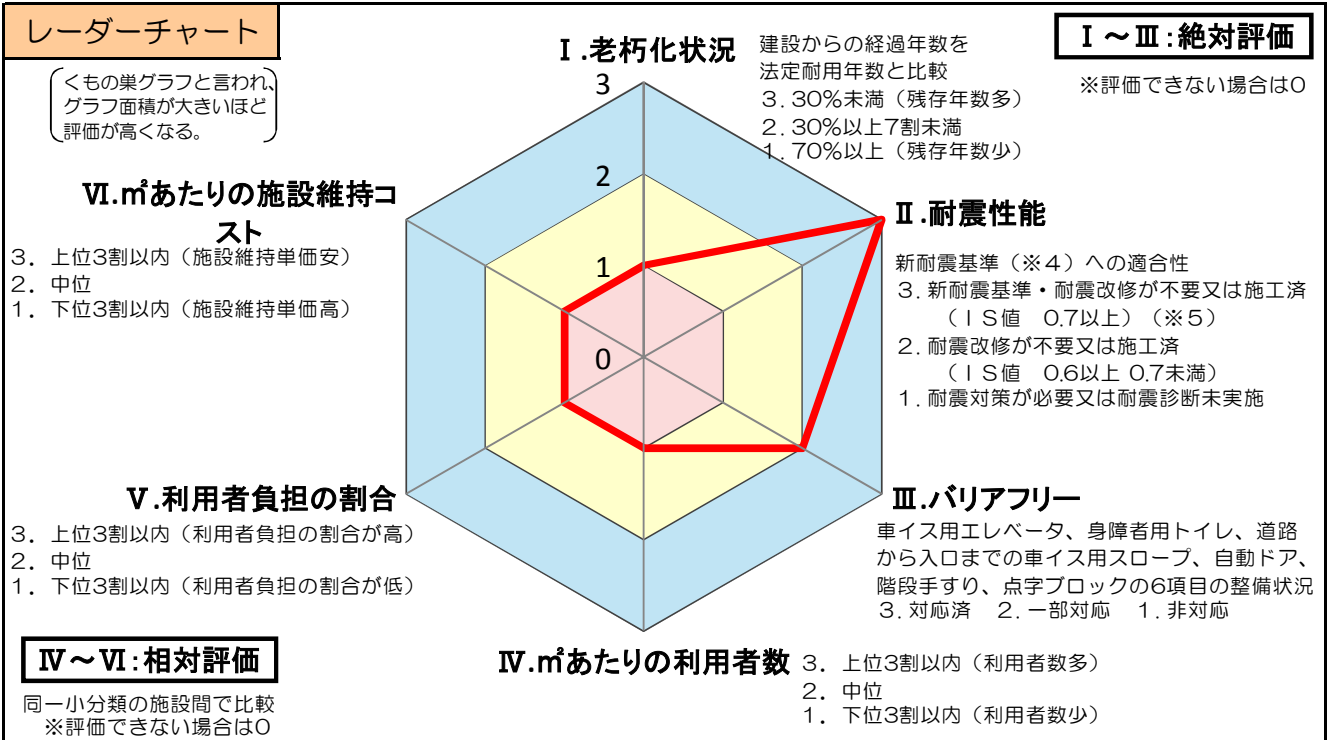 レーダーチャート
くもの巣グラフと言われ、
グラフ面積が大きいほど
評価が高くなる。
Ⅰ～Ⅲ:絶対評価
※評価できない場合は0
Ⅰ.老朽化状況
建設からの経過年数を
法定耐用年数と比較
3.30%未満（残存年数多）
2.30%以上7割未満
1.70%以上（残存年数少）
3
2
1
0
Ⅱ.耐震性能
新耐震基準（※4）への適合性
3.新耐震基準・耐震改修が不要又は施工済
（IS値　0.7以上）（※5）
2.耐震改修が不要又は施工済
（IS値　0.6以上 0.7未満）
1.耐震対策が必要又は耐震診断未実施
Ⅲ.バリアフリー
車イス用エレベータ、身障者用トイレ、道路
から入口までの車イス用スロープ、自動ドア、
階段手すり、点字ブロックの6項目の整備状況
3.対応済　2.一部対応　1.非対応
Ⅳ.㎡あたりの利用者数
3．上位3割以内（利用者数多）
2．中位
1．下位3割以内（利用者数少）
Ⅴ.利用者負担の割合
3．上位3割以内（利用者負担の割合が高）
2．中位
1．下位3割以内（利用者負担の割合が低）
Ⅵ.㎡あたりの施設維持コ
スト
3．上位3割以内（施設維持単価安）
2．中位
1．下位3割以内（施設維持単価高）
Ⅳ～Ⅵ:相対評価
同一小分類の施設間で比較
※評価できない場合は0